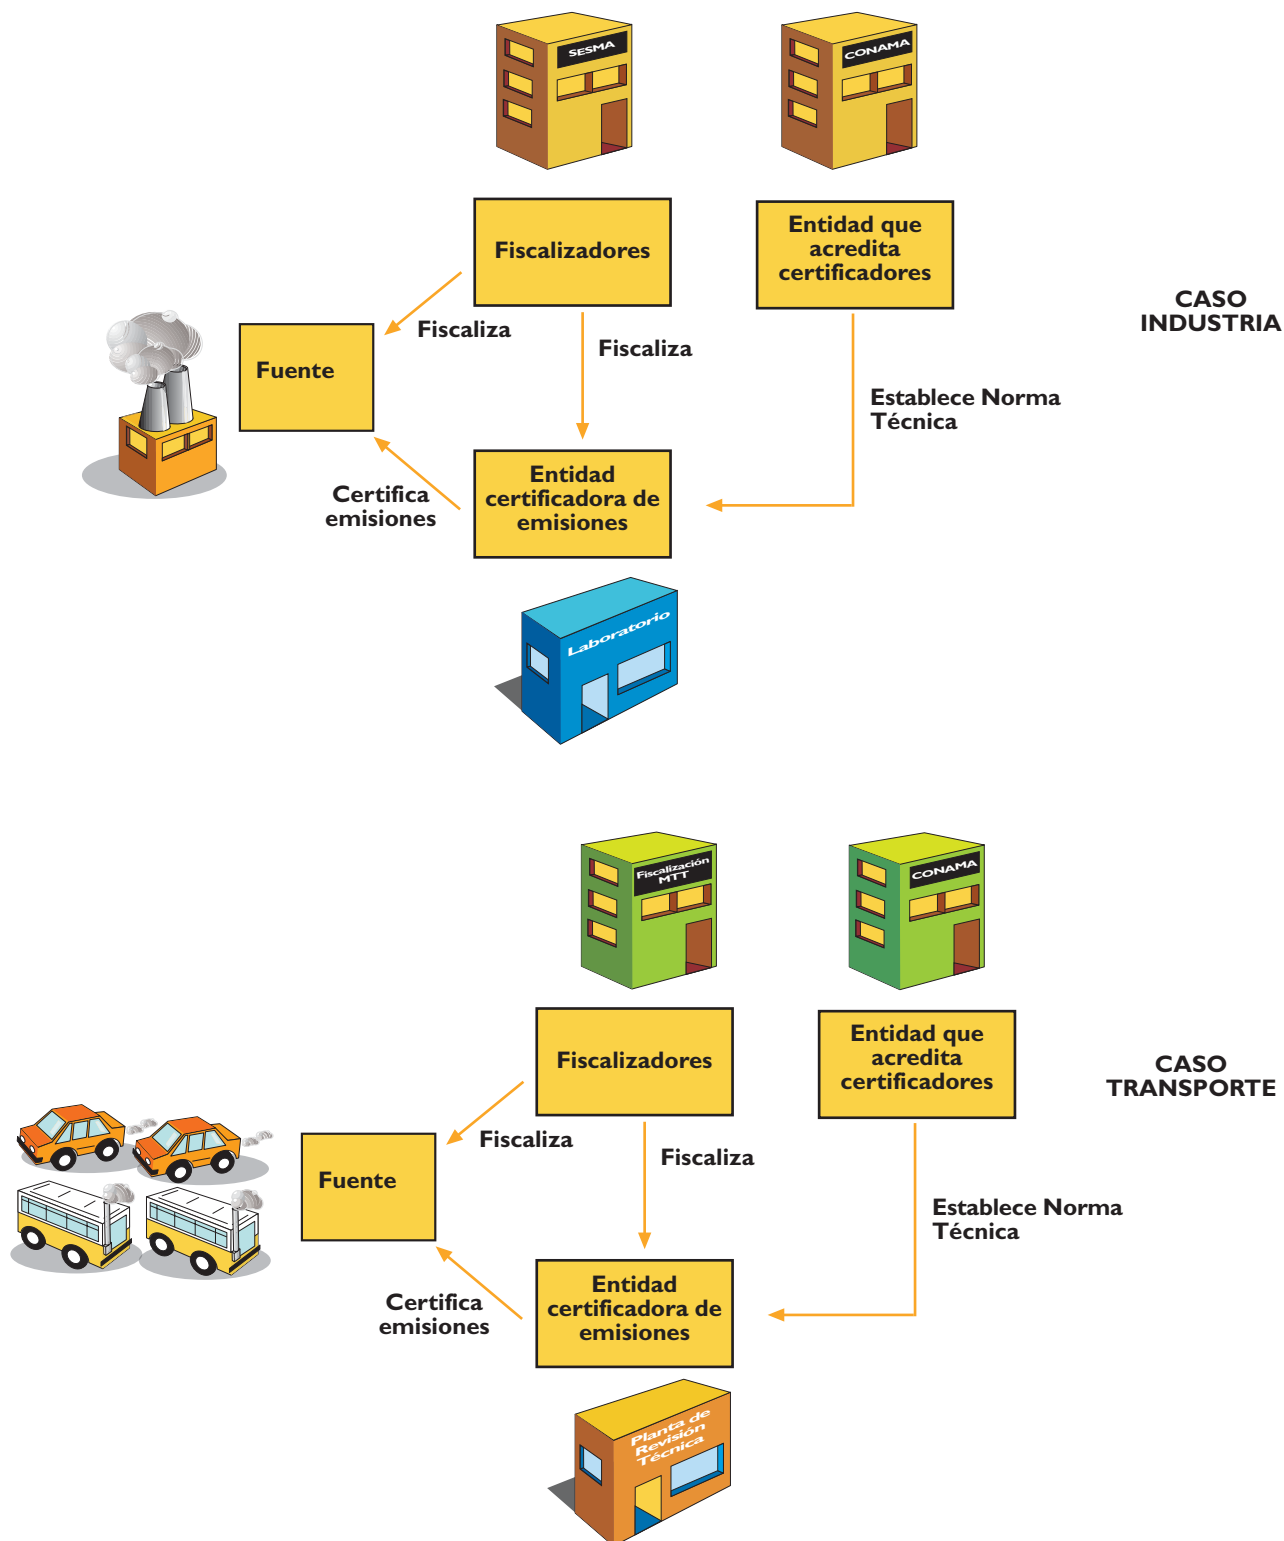 SESMA
CONAMA
Fiscalizadores
Entidad que
acredita
certificadores
CASO
INDUSTRIA
Fiscaliza
Fiscaliza
Fuente
Establece Norma
Técnica
Certifica
emisiones
Entidad
certificadora de
emisiones
Laboratorio
Fiscalización
MTT
CONAMA
Fiscalizadores
Entidad que
acredita
certificadores
CASO
TRANSPORTE
Fiscaliza
Fiscaliza
Fuente
Establece Norma
Técnica
Certifica
emisiones
Entidad
certificadora de
emisiones
Planta de
Revisión
Técnica